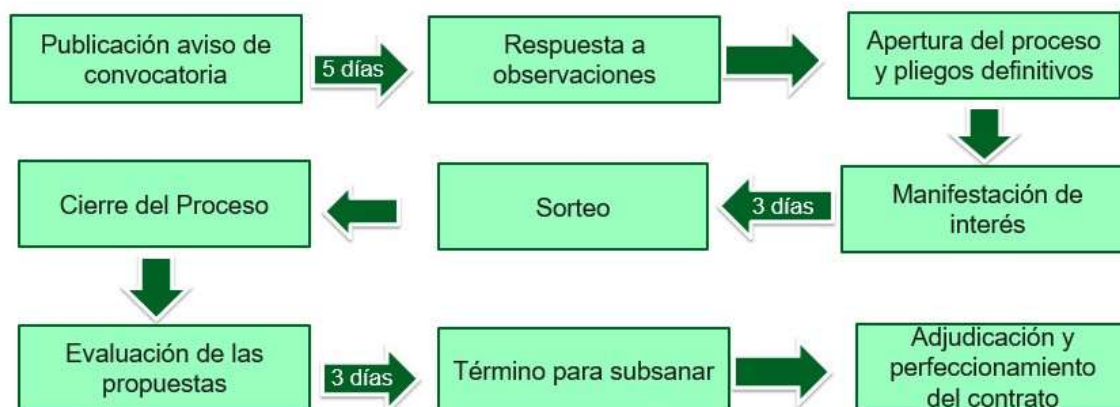 Publicación aviso de
convocatoria
5 días
Respuesta a
observaciones
Apertura del proceso
y pliegos definitivos
Manifestación de
interés
3 días
Sorteo
Cierre del Proceso
Evaluación de las
propuestas
3 días
Término para subsanar
Adjudicación y
perfeccionamiento
del contrato